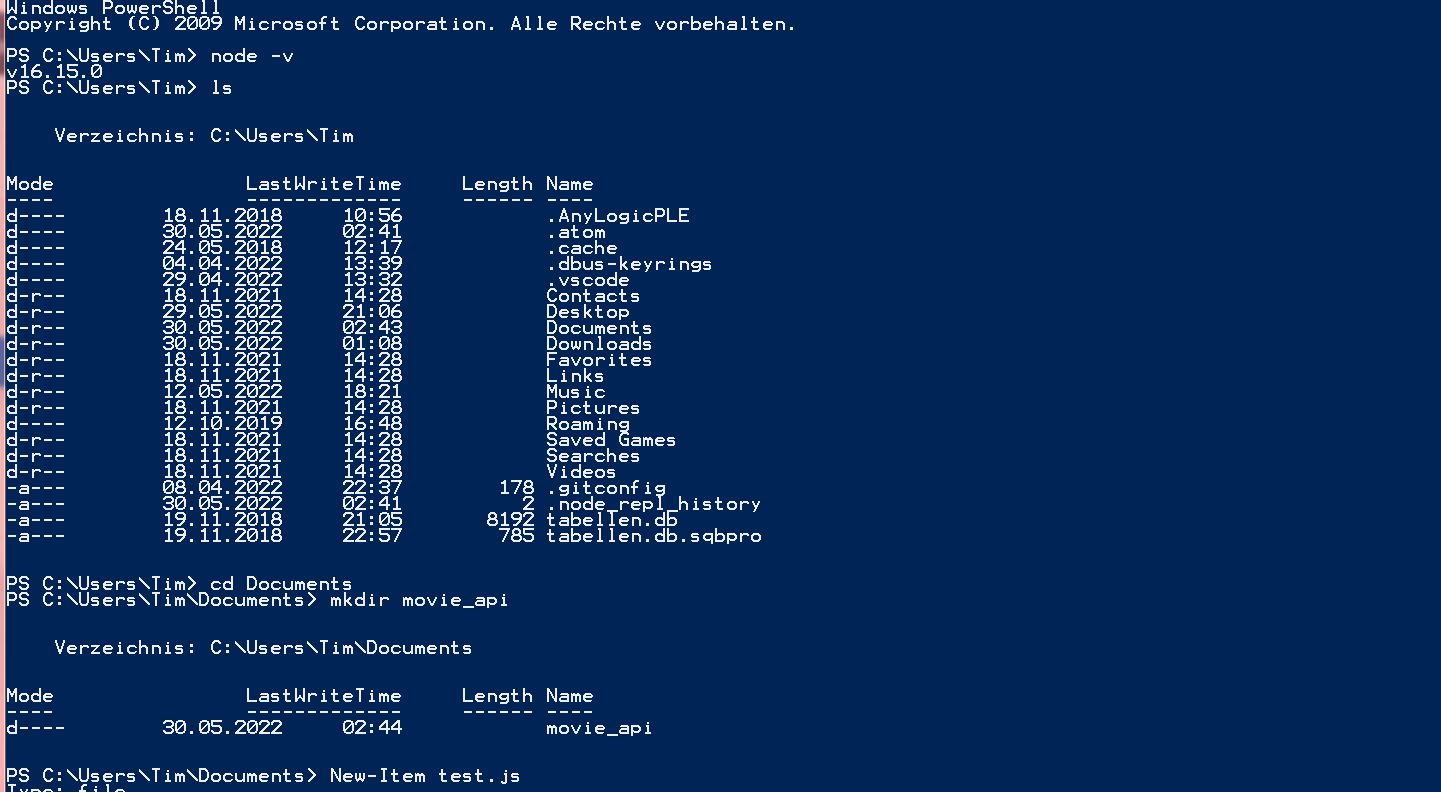 Windows PowerShell
Copyright (C) 2009 Microsoft Corporation. Alle Rechte vorbehalten.
PS C:\Users\Tim> node -v
v16.15.0
PS C:\Users\Tim> ls
Verzeichnis: C:\Users\Tim
Mode                LastWriteTime     Length Name
----                -------------     ------ ----
d----        18.11.2018     10:56            .AnyLogicPLE
d----        30.05.2022     02:41            .atom
d----        24.05.2018     12:17            .cache
d----        04.04.2022     13:39            .dbus-keyrings
d----        29.04.2022     13:32            .vscode
d-r--        18.11.2021     14:28            Contacts
d-r--        29.05.2022     21:06            Desktop
d-r--        30.05.2022     02:43            Documents
d-r--        30.05.2022     01:08            Downloads
d-r--        18.11.2021     14:28            Favorites
d-r--        18.11.2021     14:28            Links
d-r--        12.05.2022     18:21            Music
d-r--        18.11.2021     14:28            Pictures
d----        12.10.2019     16:48            Roaming
d-r--        18.11.2021     14:28            Saved Games
d-r--        18.11.2021     14:28            Searches
d-r--        18.11.2021     14:28            Videos
-a---        08.04.2022     22:37        178 .gitconfig
-a---        30.05.2022     02:41          2 .node_repl_history
-a---        19.11.2018     21:05       8192 tabellen.db
-a---        19.11.2018     22:57        785 tabellen.db.sqbpro
PS C:\Users\Tim> cd Documents
PS C:\Users\Tim\Documents> mkdir movie_api
Verzeichnis: C:\Users\Tim\Documents
Mode                LastWriteTime     Length Name
----                -------------     ------ ----
d----        30.05.2022     02:44            movie_api
PS C:\Users\Tim\Documents> New-Item test.js
Type: file